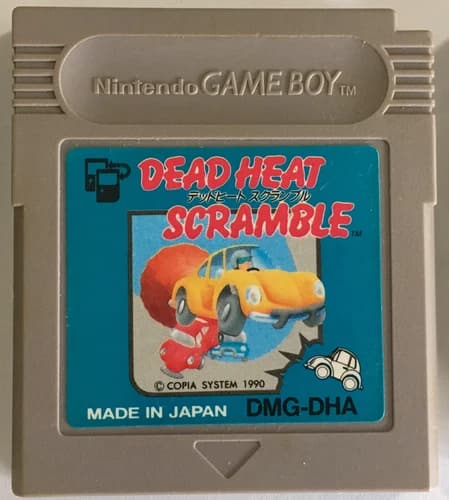 Nintendo GAME BOY TM
DEAD HEAT
デッドヒート スクランブル
SCRAMBLE TM
© COPIA SYSTEM 1990
MADE IN JAPAN DMG-DHA